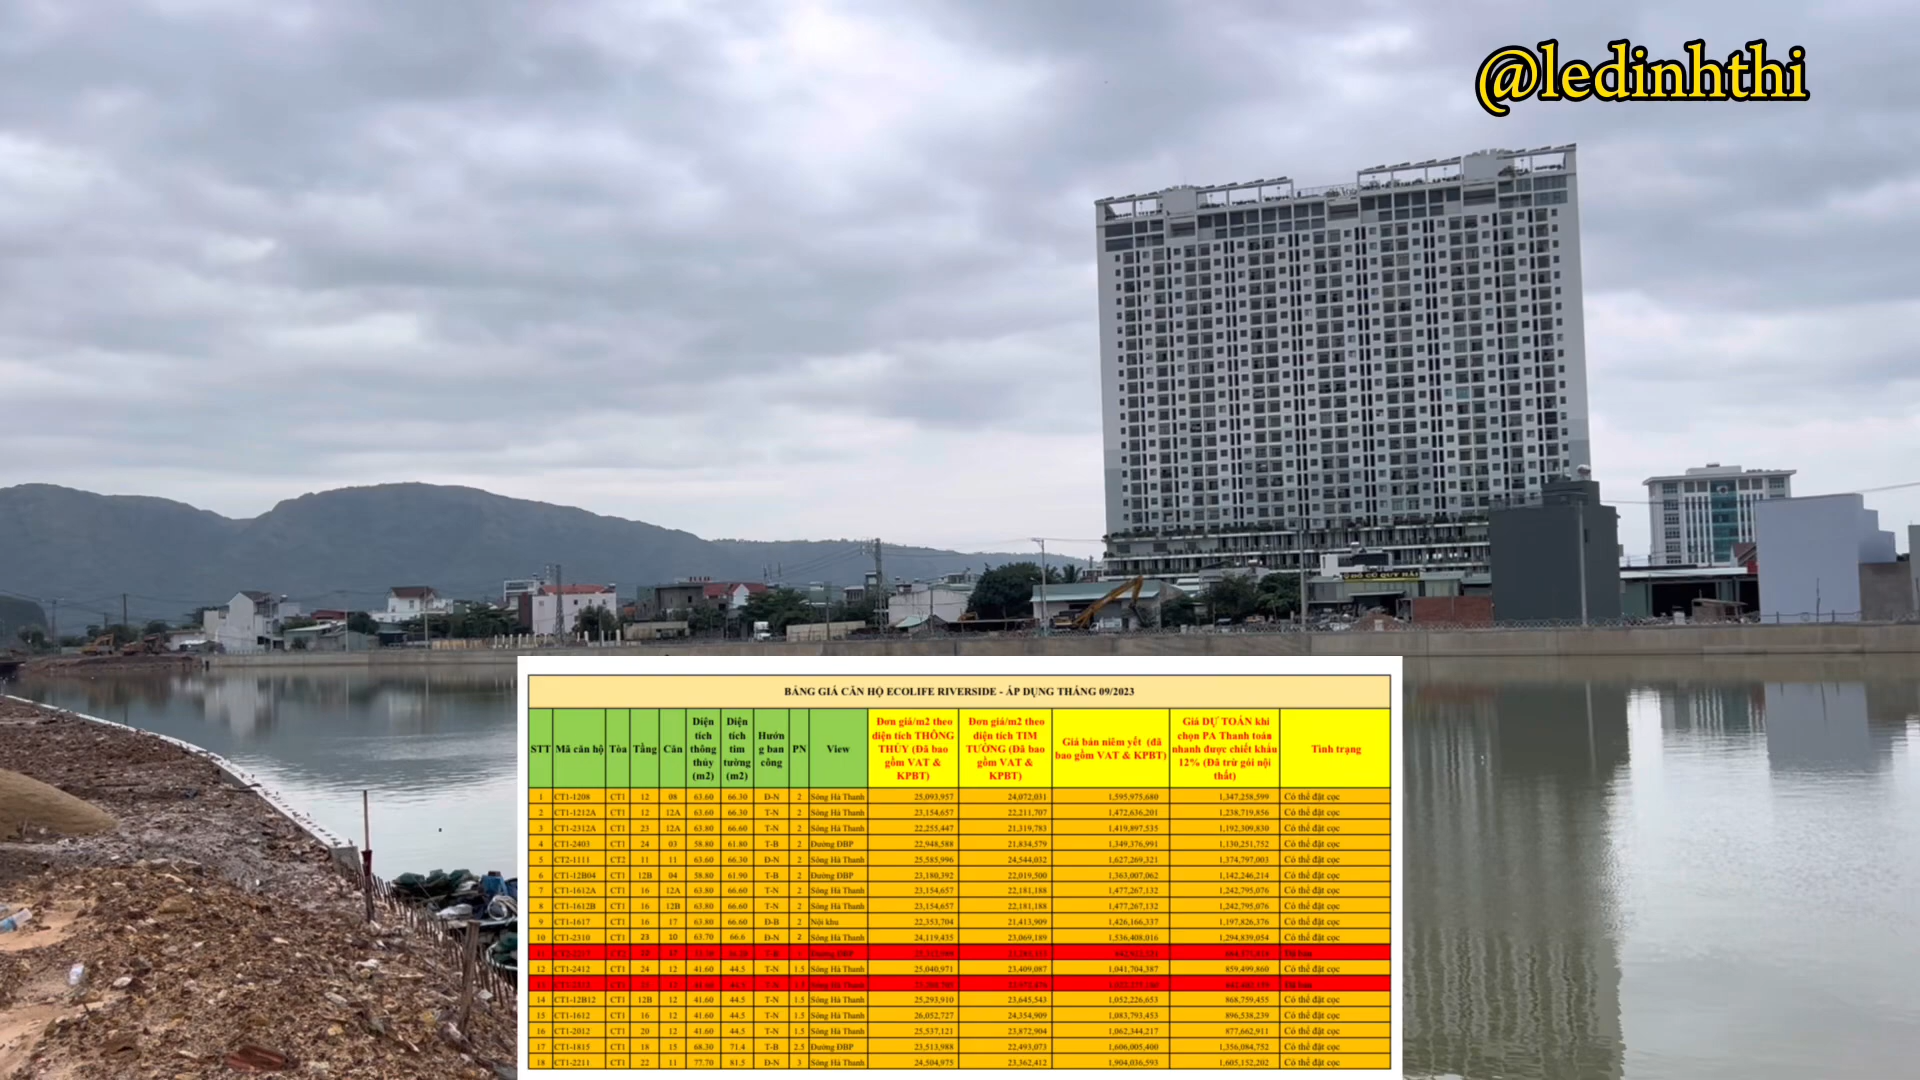 @ledinhthi
ĐỒ CŨ QUY HẢI
BẢNG GIÁ CĂN HỘ ECOLIFE RIVERSIDE - ÁP DỤNG THÁNG 09/2023
STT Mã căn hộ Tòa Tầng Căn Diện tích thông thủy (m2) Diện tích tim tường (m2) Hướng ban công PN View Đơn giá/m2 theo diện tích THÔNG THỦY (Đã bao gồm VAT & KPBT) Đơn giá/m2 theo diện tích TIM TƯỜNG (Đã bao gồm VAT & KPBT) Giá bán niêm yết (đã bao gồm VAT & KPBT) Giá DỰ TOÁN khi chọn PA Thanh toán nhanh được chiết khấu 12% (Đã trừ gói nội thất) Tình trạng
1 CT1-1208 CT1 12 08 63.60 66.30 Đ-N 2 Sông Hà Thanh 25,093,957 24,072,031 1,595,975,680 1,347,258,599 Có thể đặt cọc
2 CT1-1212A CT1 12 12A 63.60 66.30 T-N 2 Sông Hà Thanh 23,154,657 22,211,707 1,472,636,201 1,238,719,856 Có thể đặt cọc
3 CT1-2312A CT1 23 12A 63.80 66.60 T-N 2 Sông Hà Thanh 22,255,447 21,319,783 1,419,897,535 1,192,309,830 Có thể đặt cọc
4 CT1-2403 CT1 24 03 58.80 61.80 T-B 2 Đường ĐBP 22,948,588 21,834,579 1,349,376,991 1,130,251,752 Có thể đặt cọc
5 CT2-1111 CT2 11 11 63.60 66.30 Đ-N 2 Sông Hà Thanh 25,585,996 24,544,032 1,627,269,321 1,374,797,003 Có thể đặt cọc
6 CT1-12B04 CT1 12B 04 58.80 61.90 T-B 2 Đường ĐBP 23,180,392 22,019,500 1,363,007,062 1,142,246,214 Có thể đặt cọc
7 CT1-1612A CT1 16 12A 63.80 66.60 T-N 2 Sông Hà Thanh 23,154,657 22,181,188 1,477,267,132 1,242,795,076 Có thể đặt cọc
8 CT1-1612B CT1 16 12B 63.80 66.60 T-N 2 Sông Hà Thanh 23,154,657 22,181,188 1,477,267,132 1,242,795,076 Có thể đặt cọc
9 CT1-1617 CT1 16 17 63.80 66.60 Đ-B 2 Nội khu 22,353,704 21,413,909 1,426,166,337 1,197,826,376 Có thể đặt cọc
10 CT1-2310 CT1 23 10 63.70 66.6 Đ-N 2 Sông Hà Thanh 24,119,435 23,069,189 1,536,408,016 1,294,839,054 Có thể đặt cọc
11 Đường ĐBP Đã bán
12 CT1-2412 CT1 24 12 41.60 44.5 T-N 1.5 Sông Hà Thanh 25,040,971 23,409,087 1,041,704,387 859,499,860 Có thể đặt cọc
13 Sông Hà Thanh Đã bán
14 CT1-12B12 CT1 12B 12 41.60 44.5 T-N 1.5 Sông Hà Thanh 25,293,910 23,645,543 1,052,226,653 868,759,455 Có thể đặt cọc
15 CT1-1612 CT1 16 12 41.60 44.5 T-N 1.5 Sông Hà Thanh 26,052,727 24,354,909 1,083,793,453 896,538,239 Có thể đặt cọc
16 CT1-2012 CT1 20 12 41.60 44.5 T-N 1.5 Sông Hà Thanh 25,537,121 23,872,904 1,062,344,217 877,662,911 Có thể đặt cọc
17 CT1-1815 CT1 18 15 68.30 71.4 T-B 2.5 Đường ĐBP 23,513,988 22,493,073 1,606,005,400 1,356,084,752 Có thể đặt cọc
18 CT1-2211 CT1 22 11 77.70 81.5 Đ-N 3 Sông Hà Thanh 24,504,975 23,362,412 1,904,036,593 1,605,152,202 Có thể đặt cọc